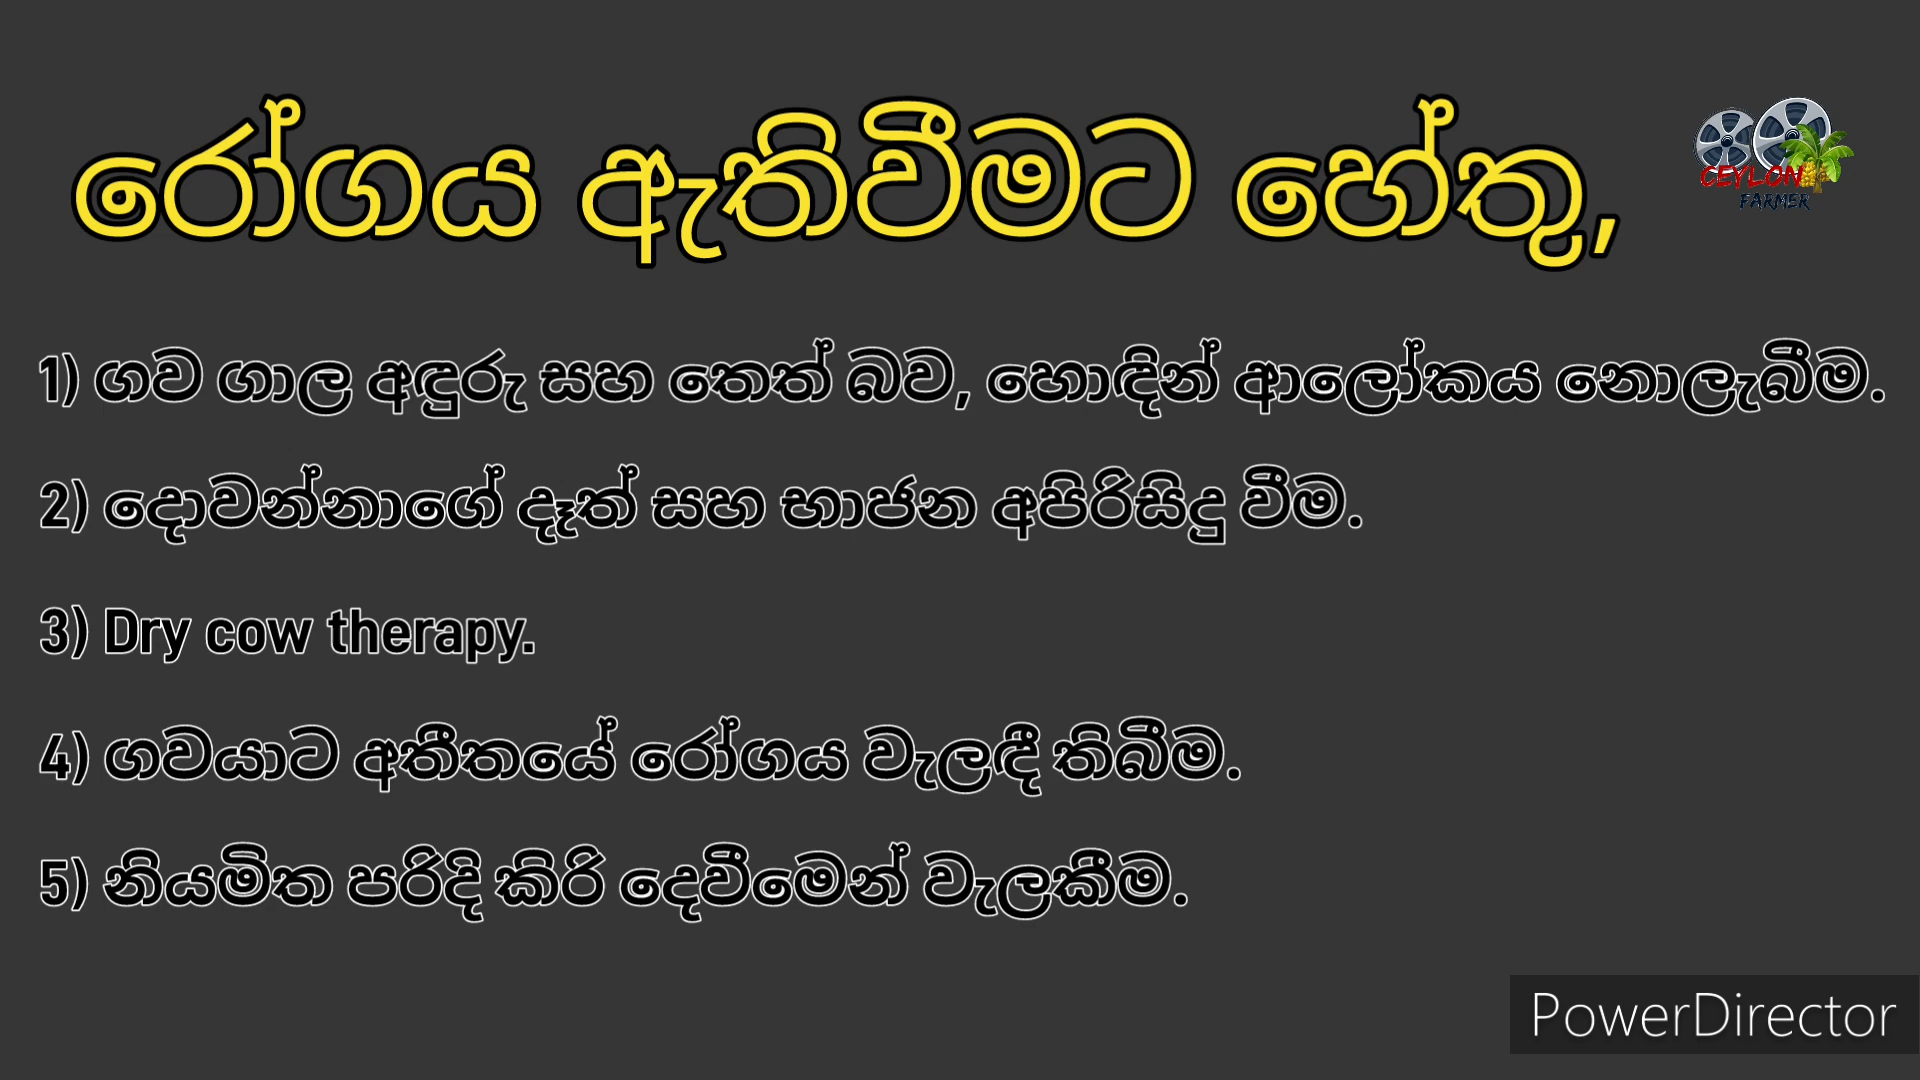 රෝගය ඇතිවීමට හේතු,
CEYLON
FARMER
1) ගව ගාල අඳුරු සහ තෙත් බව, හොඳින් ආලෝකය නොලැබීම.
2) දොවන්නාගේ දෑත් සහ භාජන අපිරිසිදු වීම.
3) Dry cow therapy.
4) ගවයාට අතීතයේ රෝගය වැලඳී තිබීම.
5) නියමිත පරිදි කිරි දෙවීමෙන් වැලකීම.
PowerDirector